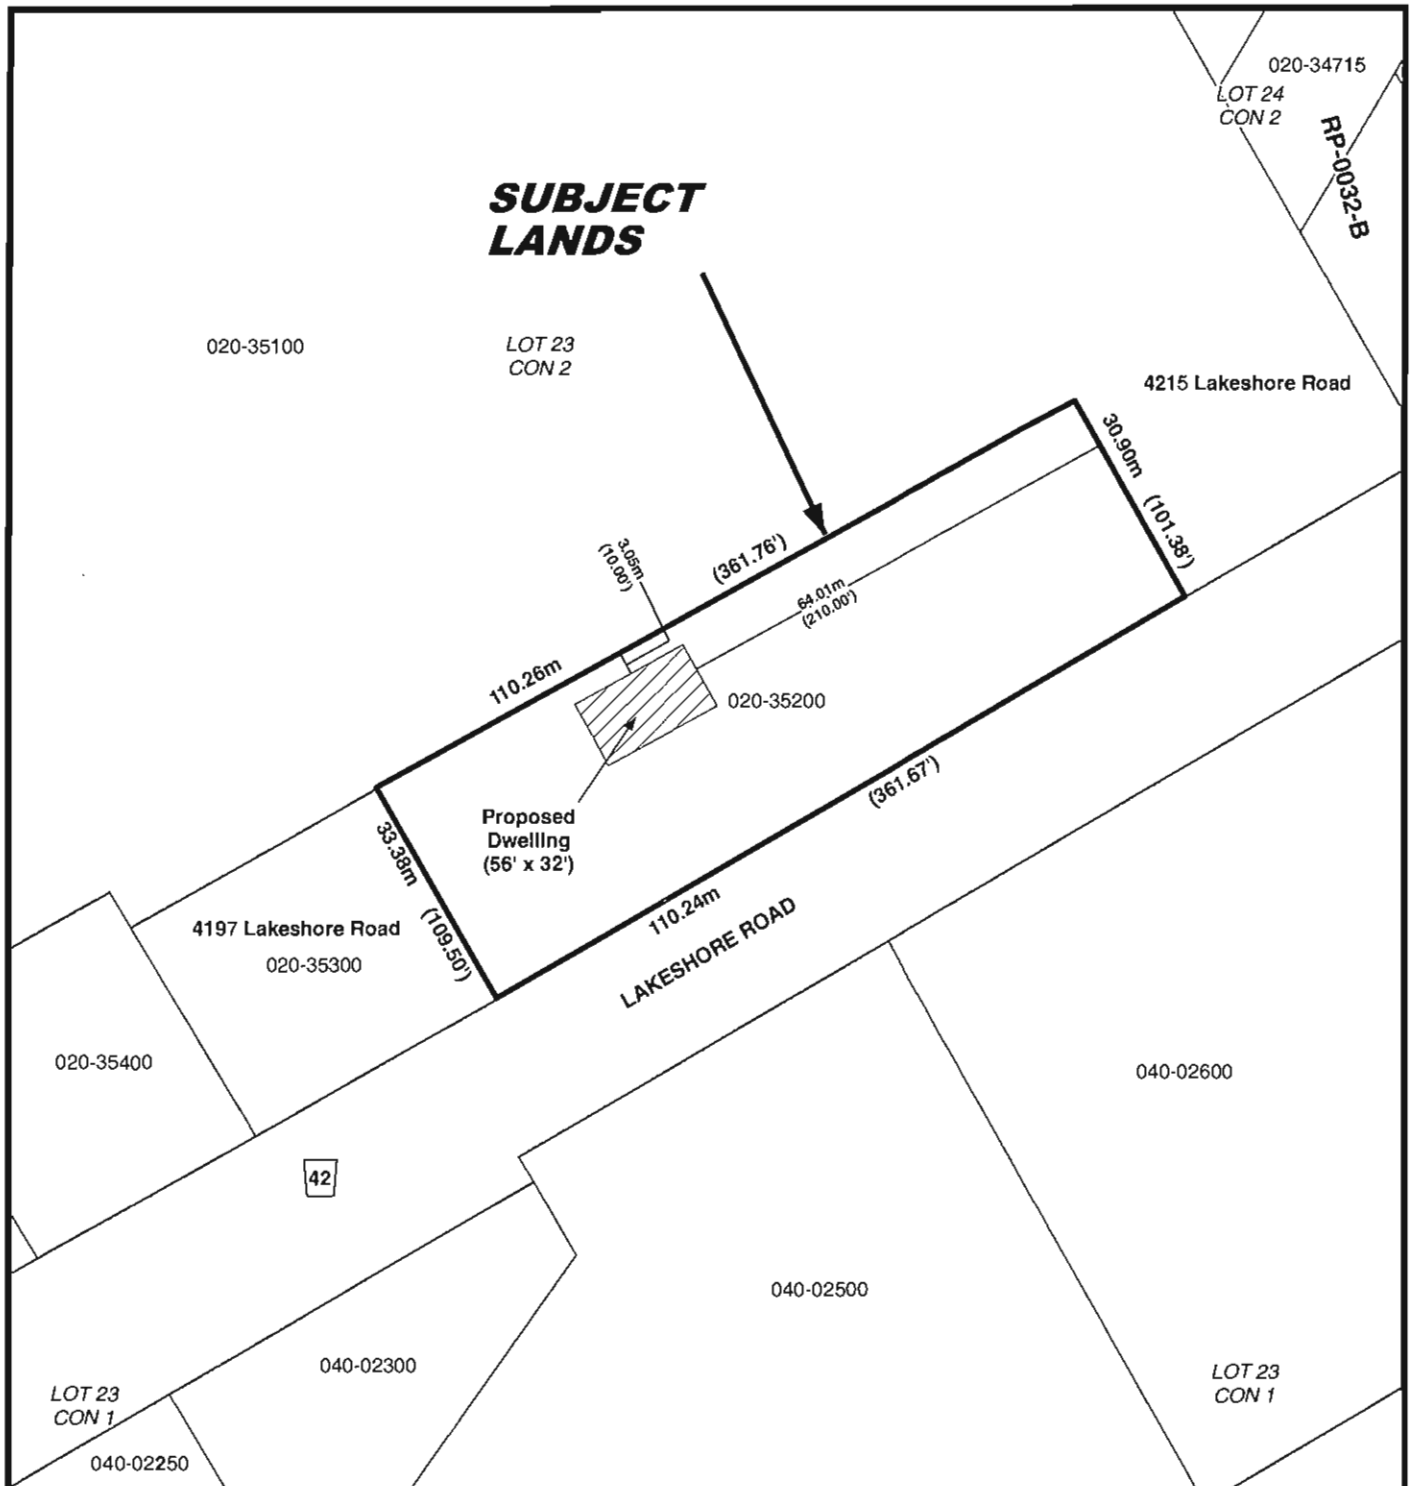 020-34715
LOT 24
CON 2
RP-0032-B
SUBJECT
LANDS
020-35100
LOT 23
CON 2
4215 Lakeshore Road
30.90m (101.38')
(361.76')
3.05m
(10.00')
64.01m
(210.00')
110.26m
020-35200
(361.67')
Proposed
Dwelling
(56' x 32')
33.38m (109.50')
110.24m
LAKESHORE ROAD
4197 Lakeshore Road
020-35300
020-35400
040-02600
42
040-02500
040-02300
LOT 23
CON 1
LOT 23
CON 1
040-02250